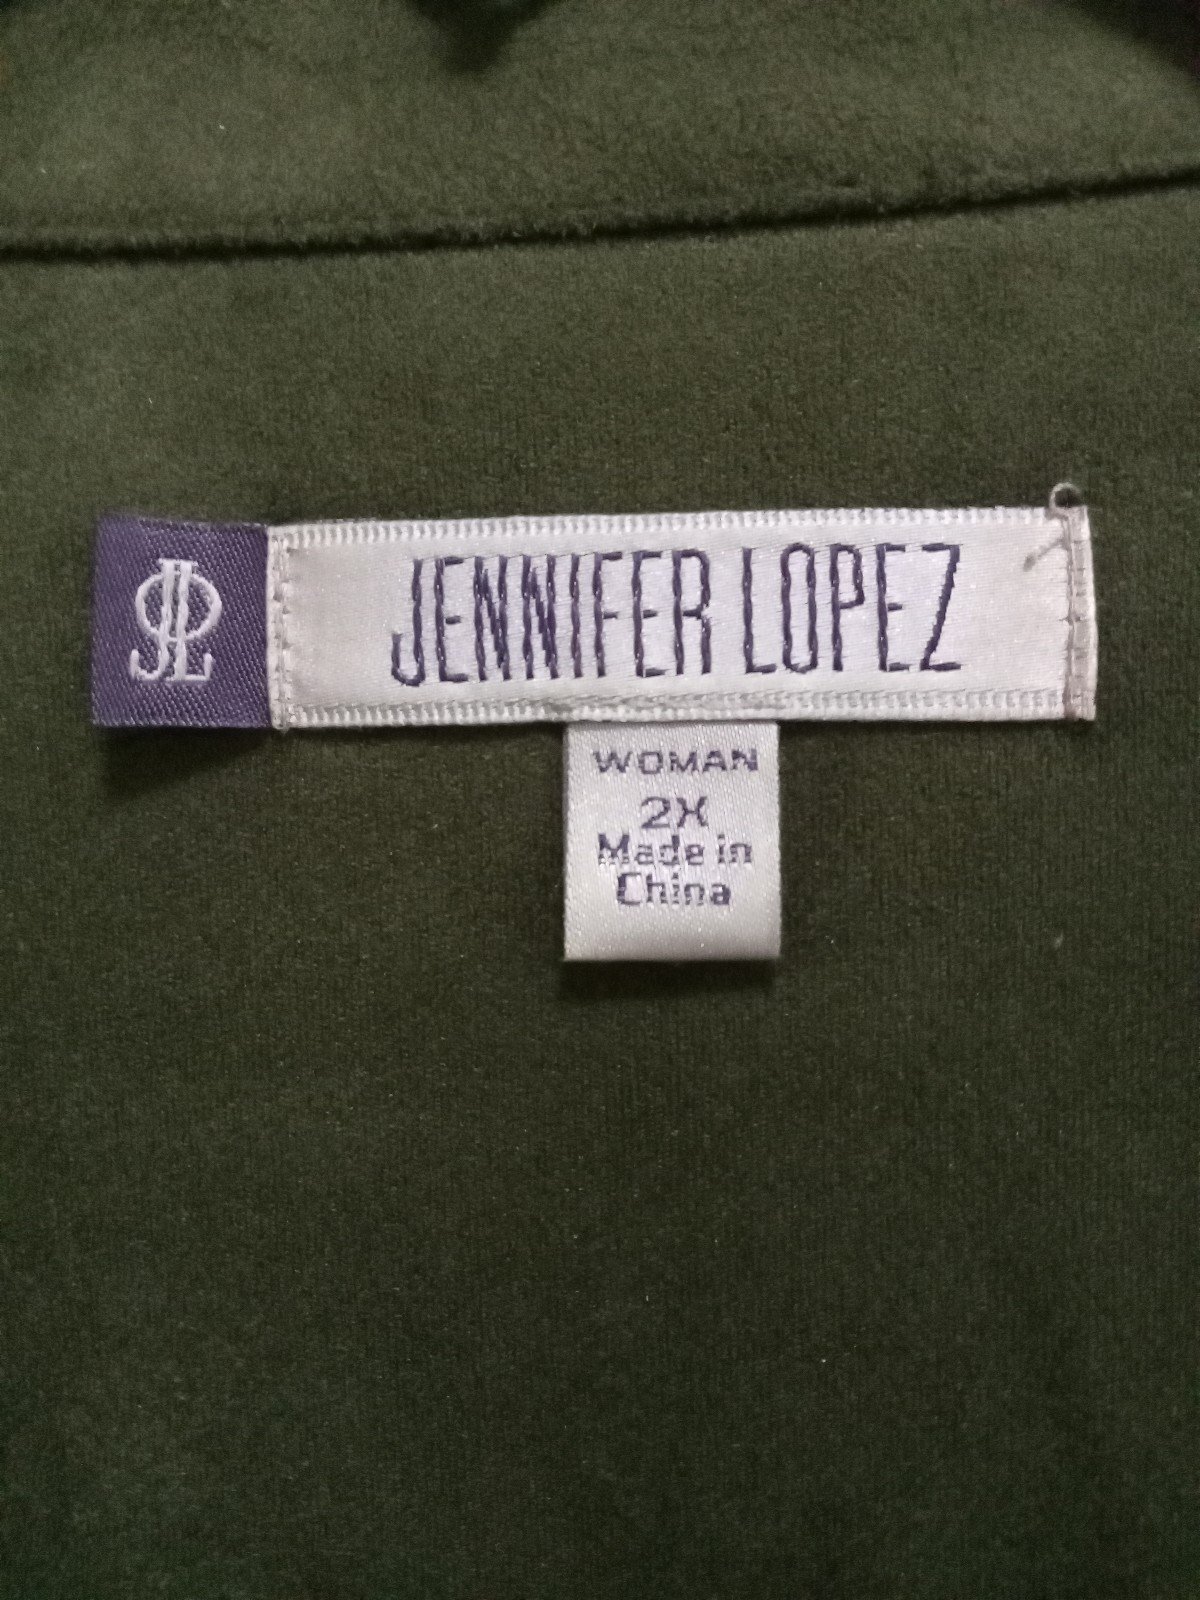 JL
JENNIFER LOPEZ
WOMAN
2X
Made in
China